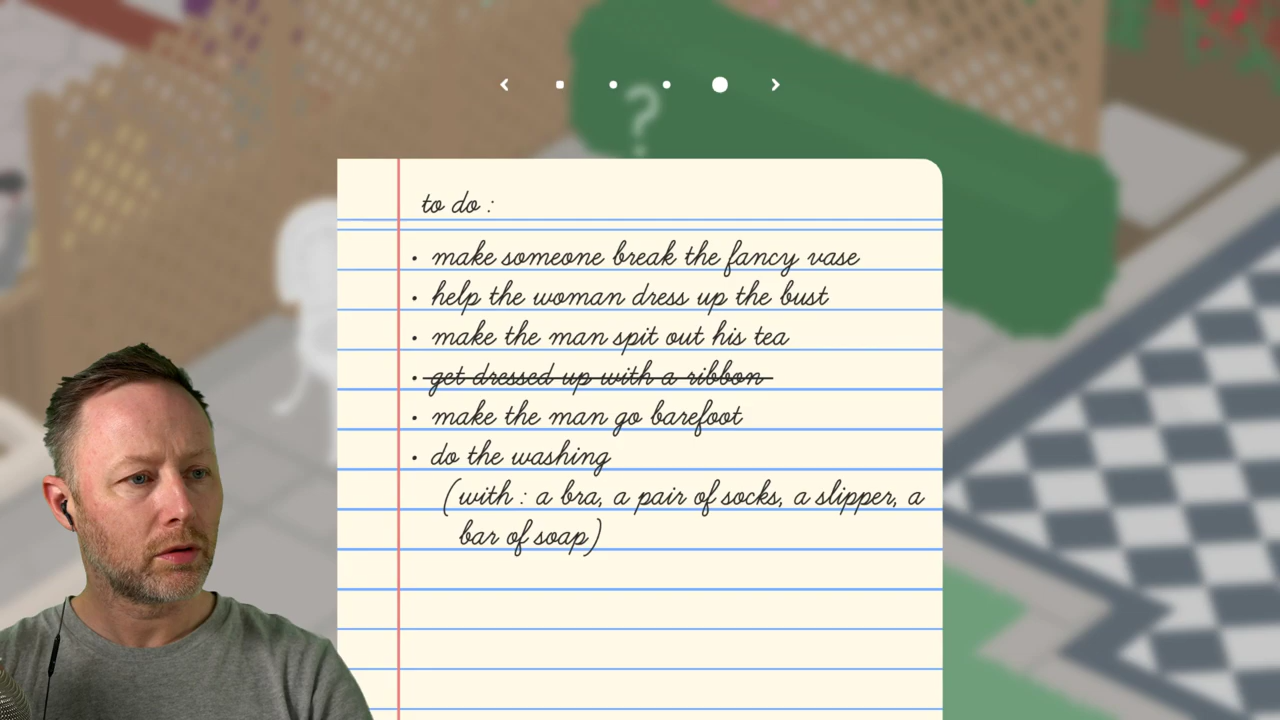 ?
to do :
• make someone break the fancy vase
• help the woman dress up the bust
• make the man spit out his tea
• get dressed up with a ribbon
• make the man go barefoot
• do the washing
(with : a bra, a pair of socks, a slipper, a
bar of soap)